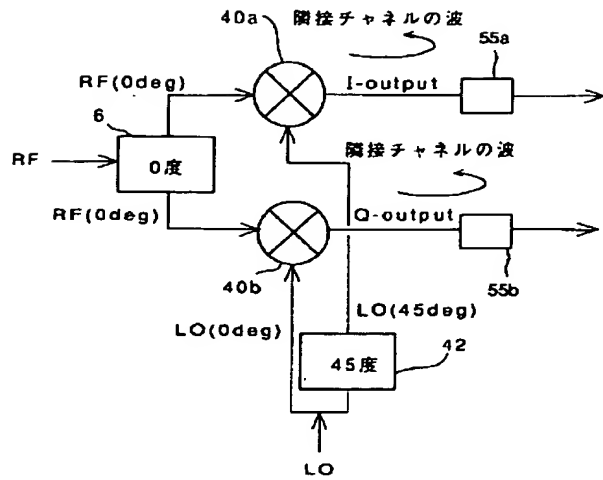 40a
隣接チャネルの波
55a
RF(0deg)
I-output
6
RF
0度
隣接チャネルの波
RF(0deg)
Q-output
40b
55b
LO(0deg)
LO(45deg)
42
45度
LO